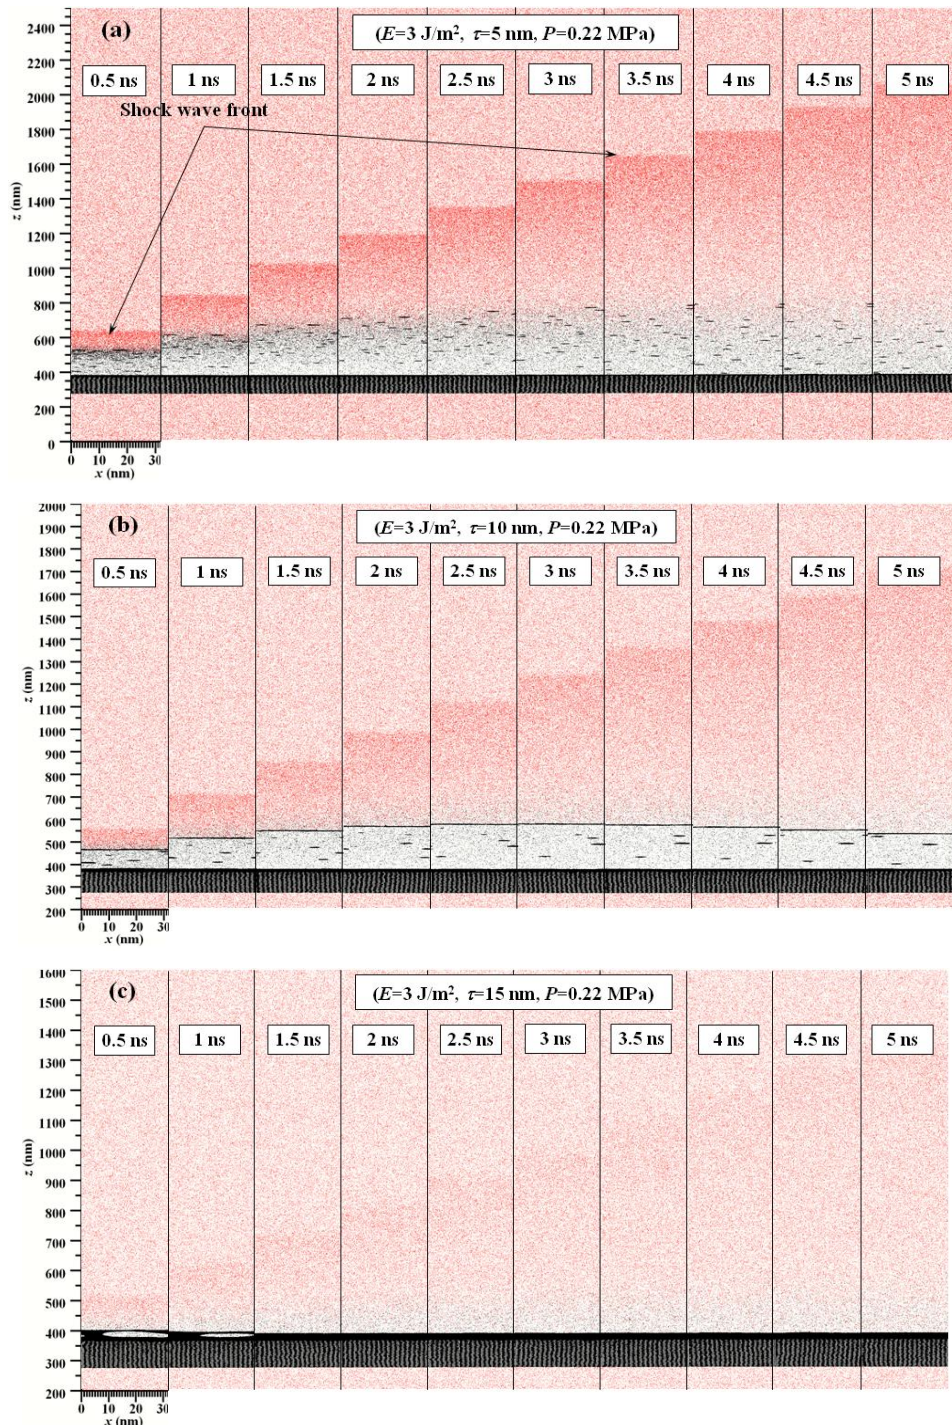 (a)
(E=3 J/m², τ=5 nm, P=0.22 MPa)
0.5 ns 1 ns 1.5 ns 2 ns 2.5 ns 3 ns 3.5 ns 4 ns 4.5 ns 5 ns
Shock wave front
2400
2200
2000
1800
1600
1400
1200
1000
800
600
400
200
0
z (nm)
0 10 20 30
x (nm)
(b)
(E=3 J/m², τ=10 nm, P=0.22 MPa)
0.5 ns 1 ns 1.5 ns 2 ns 2.5 ns 3 ns 3.5 ns 4 ns 4.5 ns 5 ns
2000
1900
1800
1700
1600
1500
1400
1300
1200
1100
1000
900
800
700
600
500
400
300
200
z (nm)
0 10 20 30
x (nm)
(c)
(E=3 J/m², τ=15 nm, P=0.22 MPa)
0.5 ns 1 ns 1.5 ns 2 ns 2.5 ns 3 ns 3.5 ns 4 ns 4.5 ns 5 ns
1600
1500
1400
1300
1200
1100
1000
900
800
700
600
500
400
300
200
z (nm)
0 10 20 30
x (nm)